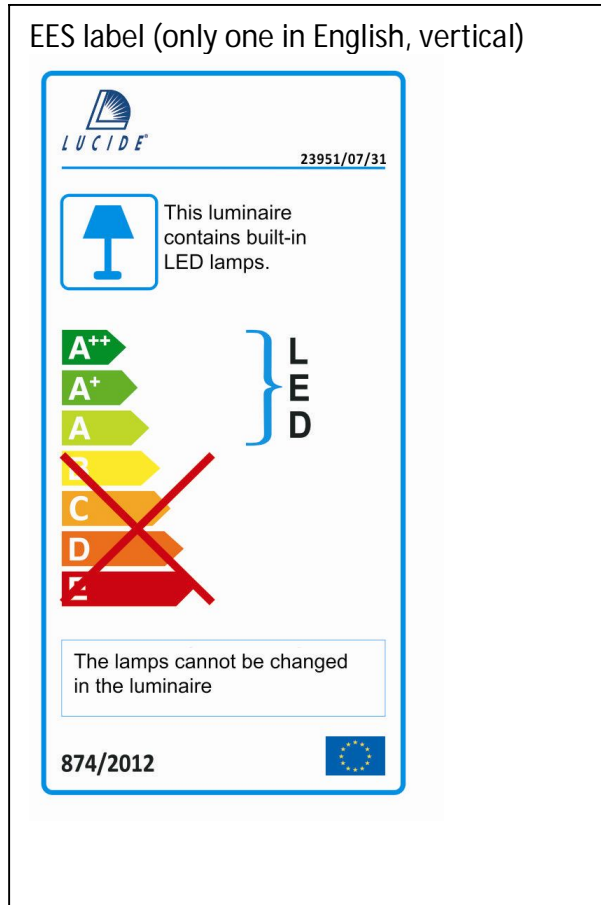 EES label (only one in English, vertical)
LUCIDE®
23951/07/31
This luminaire
contains built-in
LED lamps.
A++
A+
A
B
C
D
E
L
E
D
The lamps cannot be changed
in the luminaire
874/2012